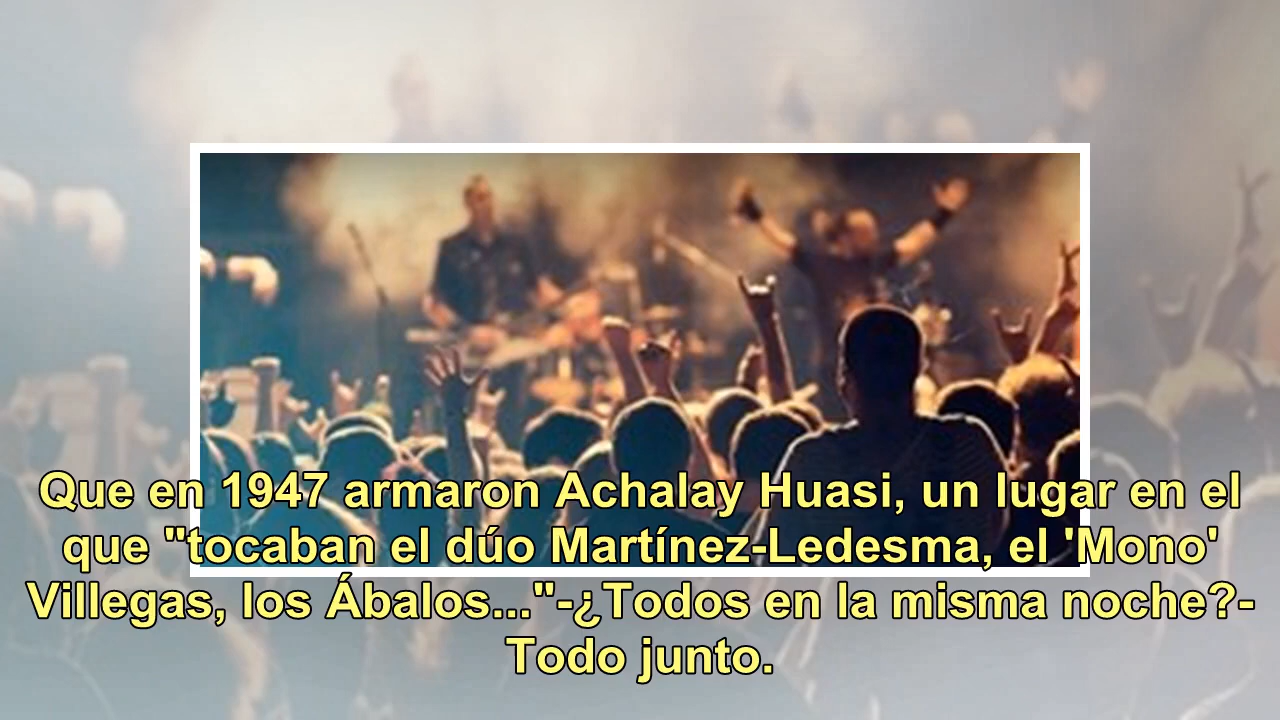 Que en 1947 armaron Achalay Huasi, un lugar en el
que "tocaban el dúo Martínez-Ledesma, el 'Mono'
Villegas, los Ábalos..."-¿Todos en la misma noche?-
Todo junto.